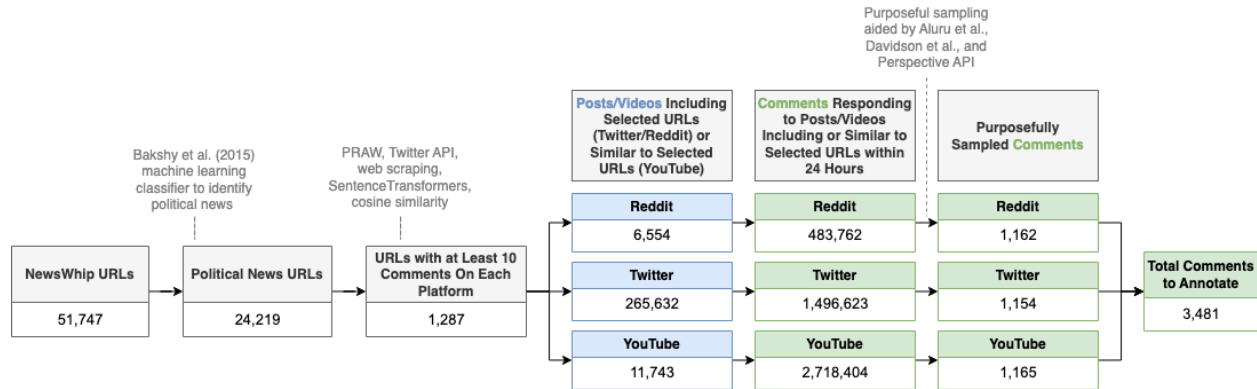 Purposeful sampling
aided by Aluru et al.,
Davidson et al., and
Perspective API
Posts/Videos Including
Selected URLs
(Twitter/Reddit) or
Similar to Selected
URLs (YouTube)
Comments Responding
to Posts/Videos
Including or Similar to
Selected URLs within
24 Hours
Purposefully
Sampled Comments
Bakshy et al. (2015)
machine learning
classifier to identify
political news
PRAW, Twitter API,
web scraping,
SentenceTransformers,
cosine similarity
NewsWhip URLs
51,747
Political News URLs
24,219
URLs with at Least 10
Comments On Each
Platform
1,287
Reddit
6,554
Reddit
483,762
Reddit
1,162
Twitter
265,632
Twitter
1,496,623
Twitter
1,154
YouTube
11,743
YouTube
2,718,404
YouTube
1,165
Total Comments
to Annotate
3,481